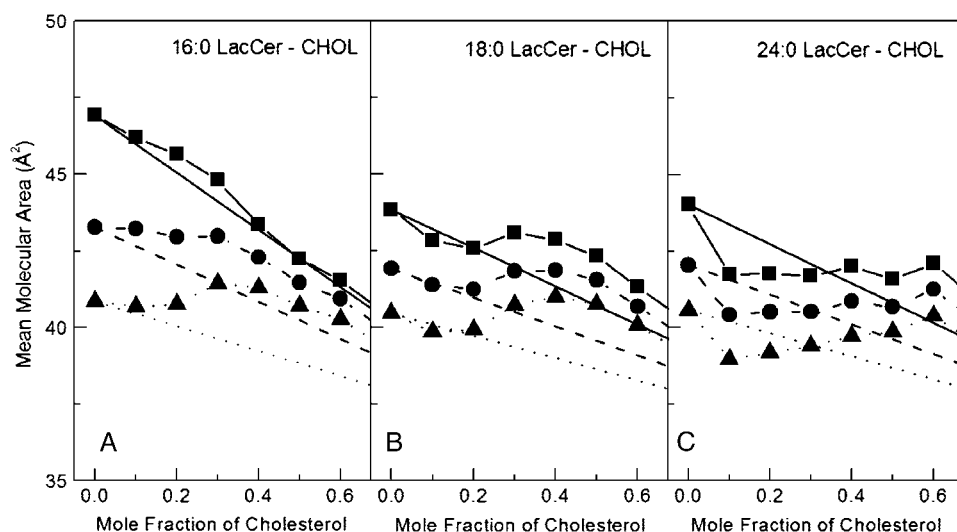 50
45
40
35
Mean Molecular Area (Å²)
16:0 LacCer - CHOL
A
0.0 0.2 0.4 0.6
Mole Fraction of Cholesterol
18:0 LacCer - CHOL
B
0.0 0.2 0.4 0.6
Mole Fraction of Cholesterol
24:0 LacCer - CHOL
C
0.0 0.2 0.4 0.6
Mole Fraction of Cholesterol